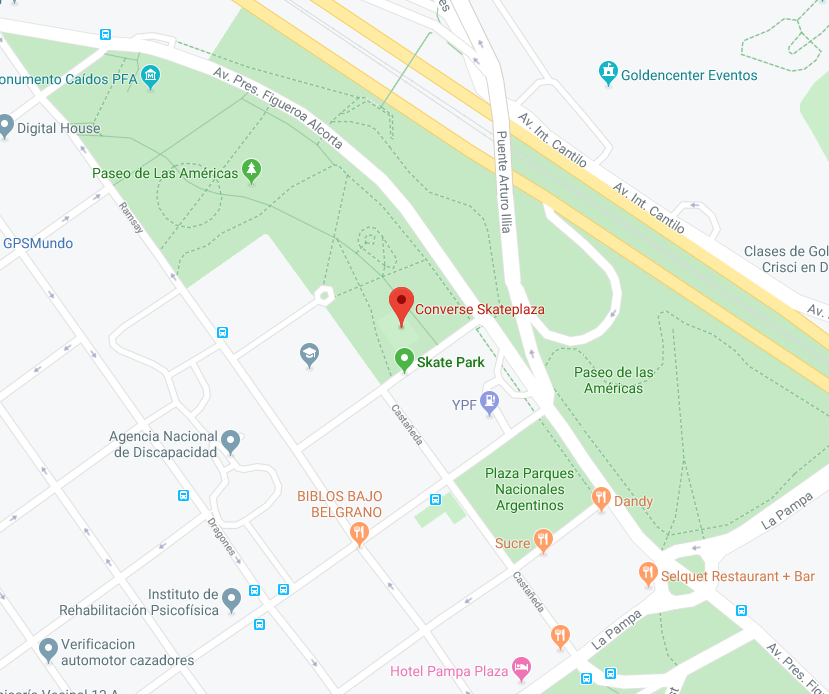 es
onumento Caídos PFA
Goldencenter Eventos
Av. Pres. Figueroa Alcorta
Av. Int. Cantilo
Digital House
Puente Arturo Illia
Paseo de Las Américas
Av. Int. Cantilo
Ramsay
GPSMundo
Clases de Gol
Crisci en D
Converse Skateplaza
Av.
Skate Park
Paseo de las
Américas
YPF
Castañeda
Agencia Nacional
de Discapacidad
Plaza Parques
Nacionales
Argentinos
BIBLOS BAJO
BELGRANO
Dandy
La Pampa
Dragones
Sucre
Selquet Restaurant + Bar
Castañeda
Instituto de
Rehabilitación Psicofísica
La Pampa
Verificacion
automotor cazadores
Hotel Pampa Plaza
Av. Pres. Fi